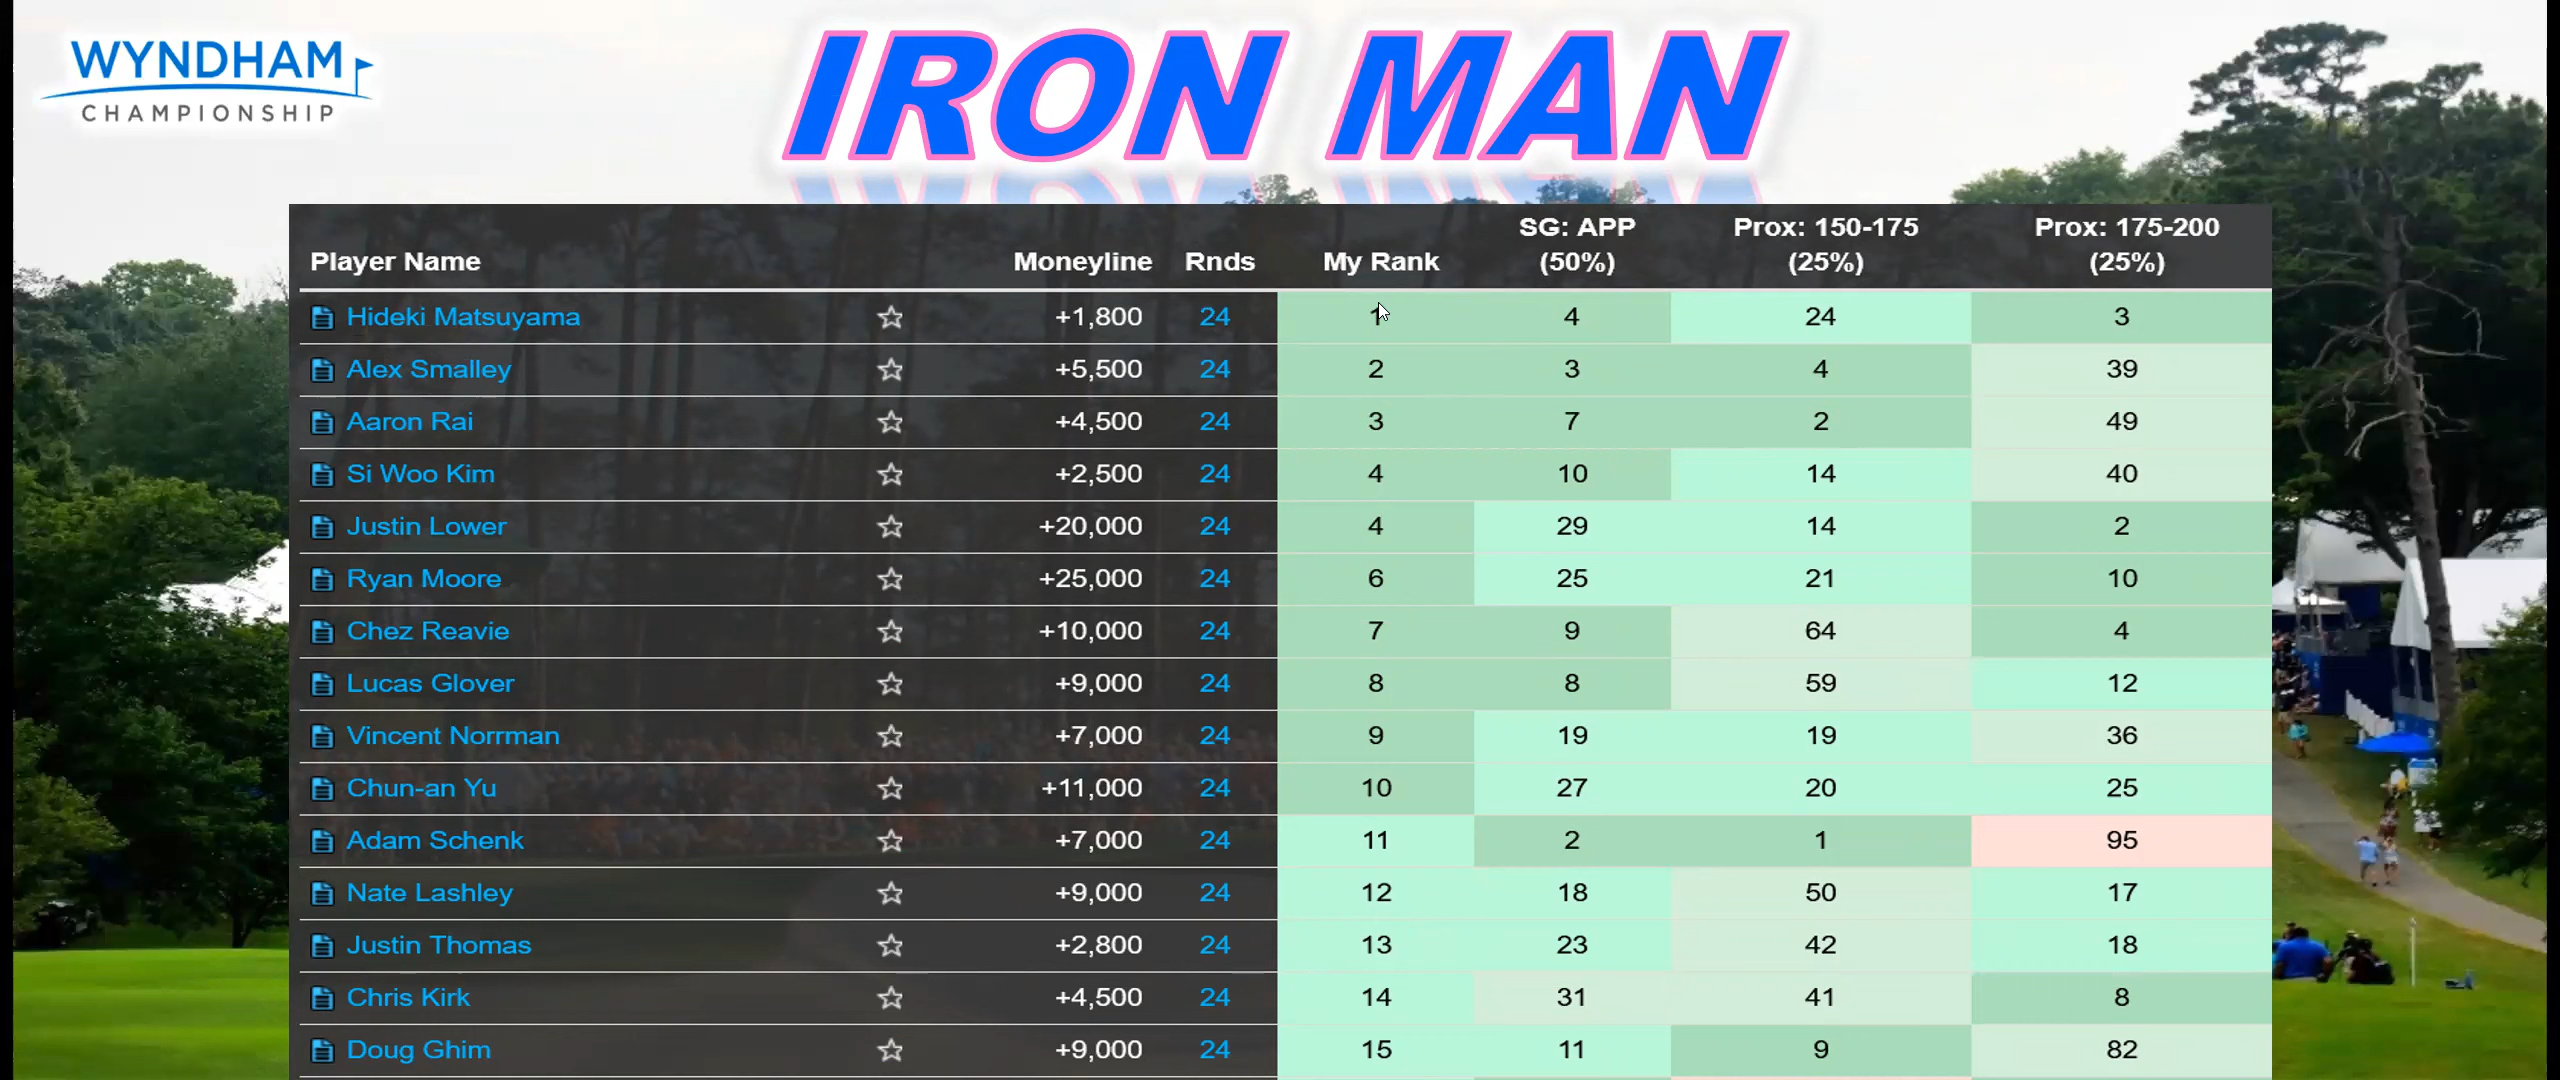 WYNDHAM
CHAMPIONSHIP
IRON MAN
Player Name Moneyline Rnds My Rank SG: APP (50%) Prox: 150-175 (25%) Prox: 175-200 (25%)
Hideki Matsuyama +1,800 24 1 4 24 3
Alex Smalley +5,500 24 2 3 4 39
Aaron Rai +4,500 24 3 7 2 49
Si Woo Kim +2,500 24 4 10 14 40
Justin Lower +20,000 24 4 29 14 2
Ryan Moore +25,000 24 6 25 21 10
Chez Reavie +10,000 24 7 9 64 4
Lucas Glover +9,000 24 8 8 59 12
Vincent Norrman +7,000 24 9 19 19 36
Chun-an Yu +11,000 24 10 27 20 25
Adam Schenk +7,000 24 11 2 1 95
Nate Lashley +9,000 24 12 18 50 17
Justin Thomas +2,800 24 13 23 42 18
Chris Kirk +4,500 24 14 31 41 8
Doug Ghim +9,000 24 15 11 9 82